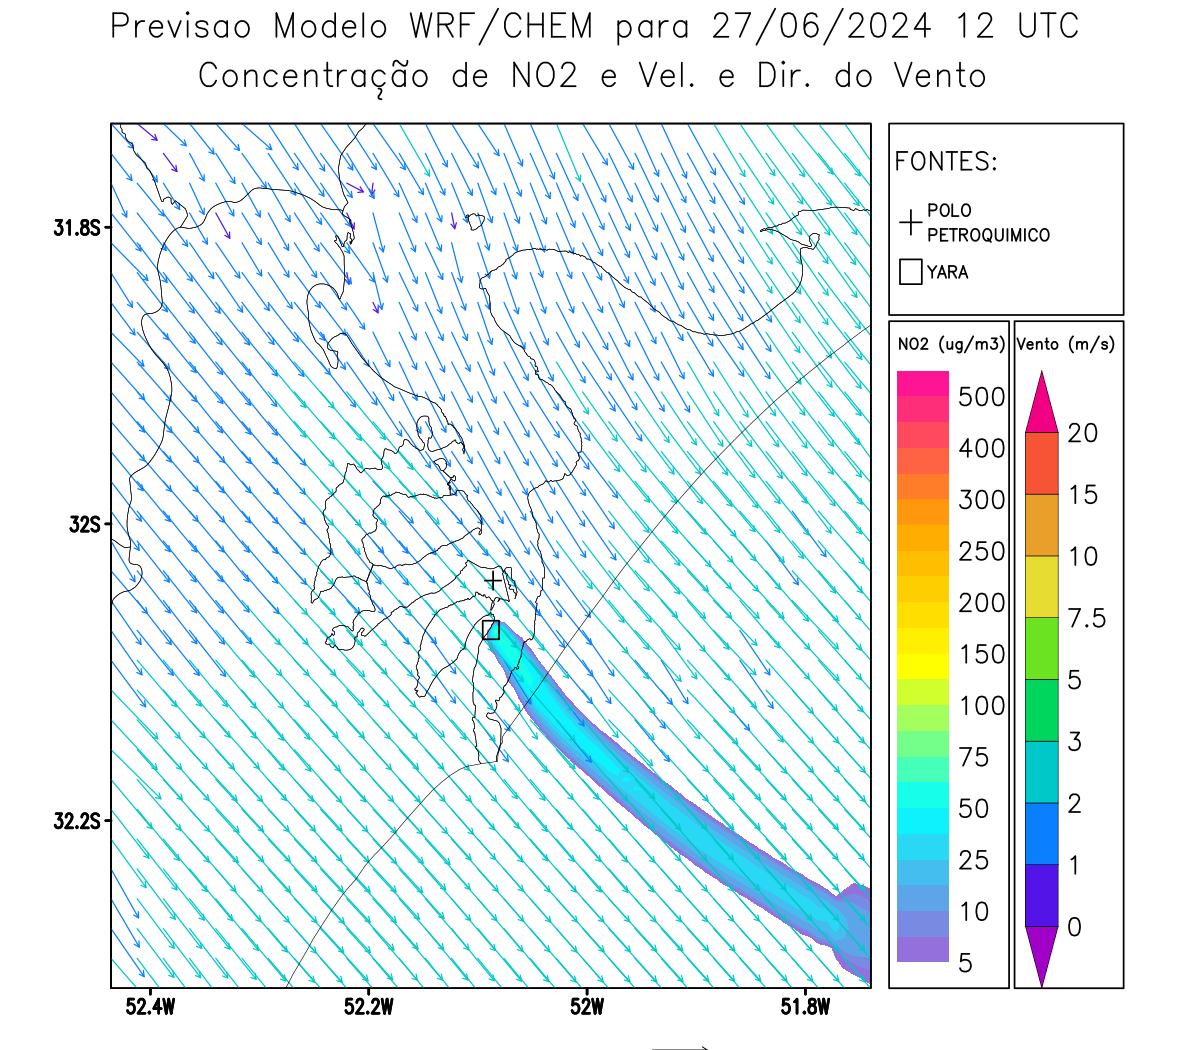 Previsao Modelo WRF/CHEM para 27/06/2024 12 UTC
Concentração de NO2 e Vel. e Dir. do Vento
FONTES:
POLO
PETROQUIMICO
YARA
NO2 (ug/m3)
500
400
300
250
200
150
100
75
50
25
10
5
Vento (m/s)
20
15
10
7.5
5
3
2
1
0
31.8S
32S
32.2S
52.4W 52.2W 52W 51.8W